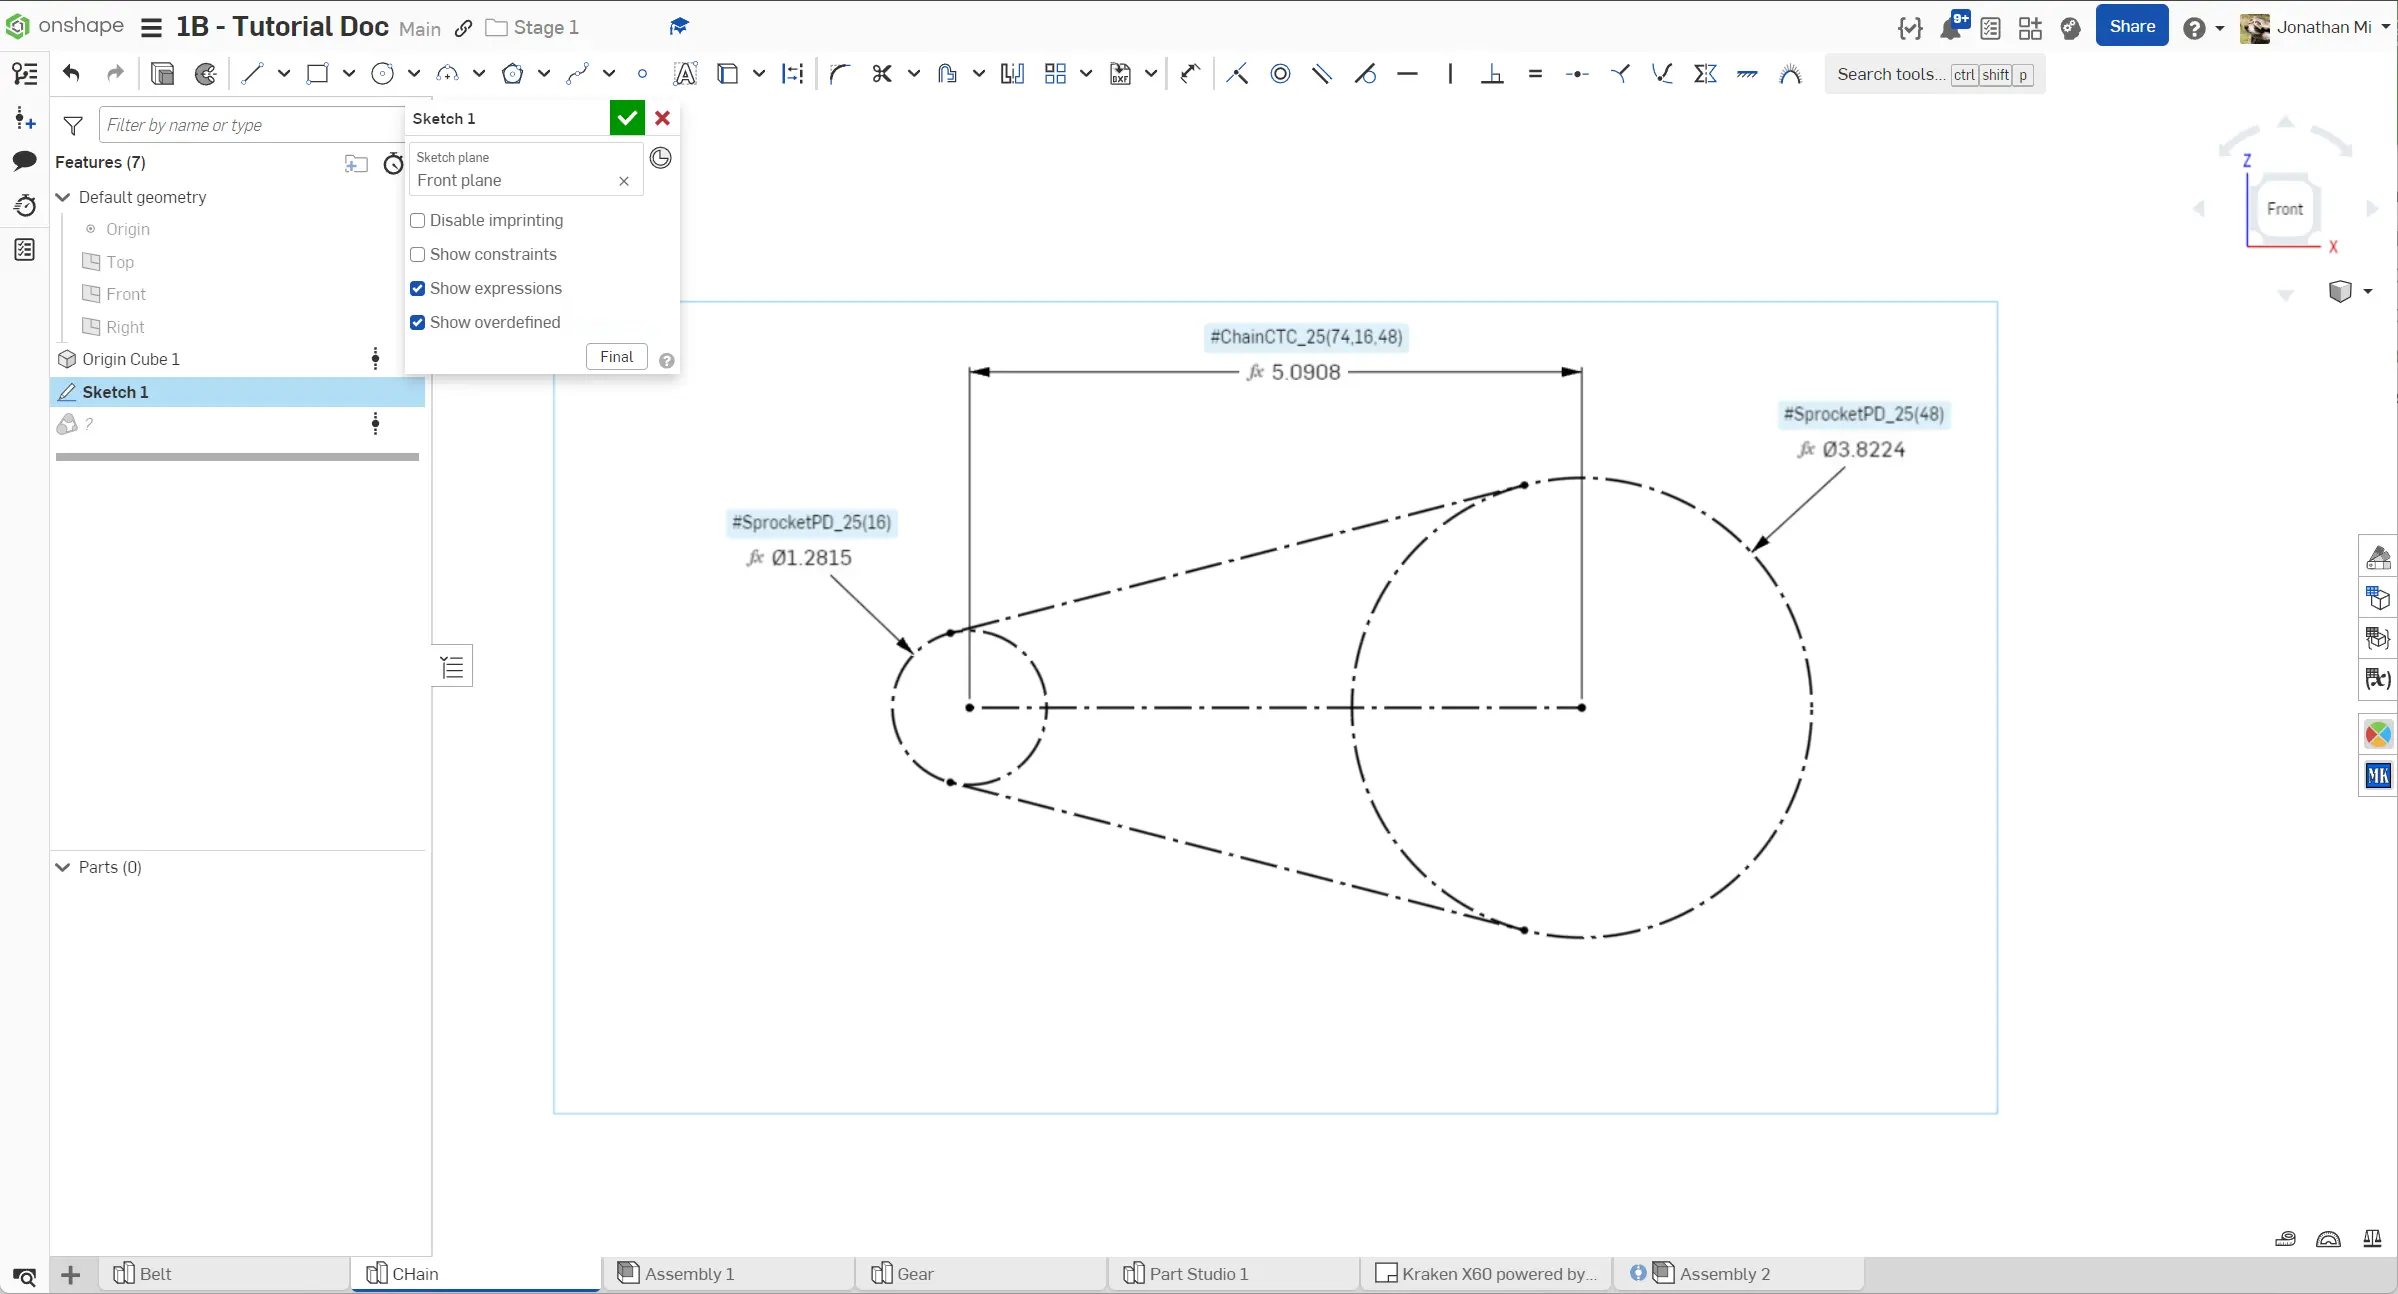 onshape 1B - Tutorial Doc Main Stage 1 9+ Share Jonathan Mi
Search tools... ctrl shift p
Filter by name or type
Features (7)
Default geometry
Origin
Top
Front
Right
Origin Cube 1
Sketch 1
?
Parts (0)
Sketch 1
Sketch plane
Front plane
Disable imprinting
Show constraints
Show expressions
Show overdefined
Final
Z
Front
X
#ChainCTC_25(74,16,48)
fx 5.0908
#SprocketPD_25(48)
fx Ø3.8224
#SprocketPD_25(16)
fx Ø1.2815
(x)
MK
Belt CHain Assembly 1 Gear Part Studio 1 Kraken X60 powered by... Assembly 2